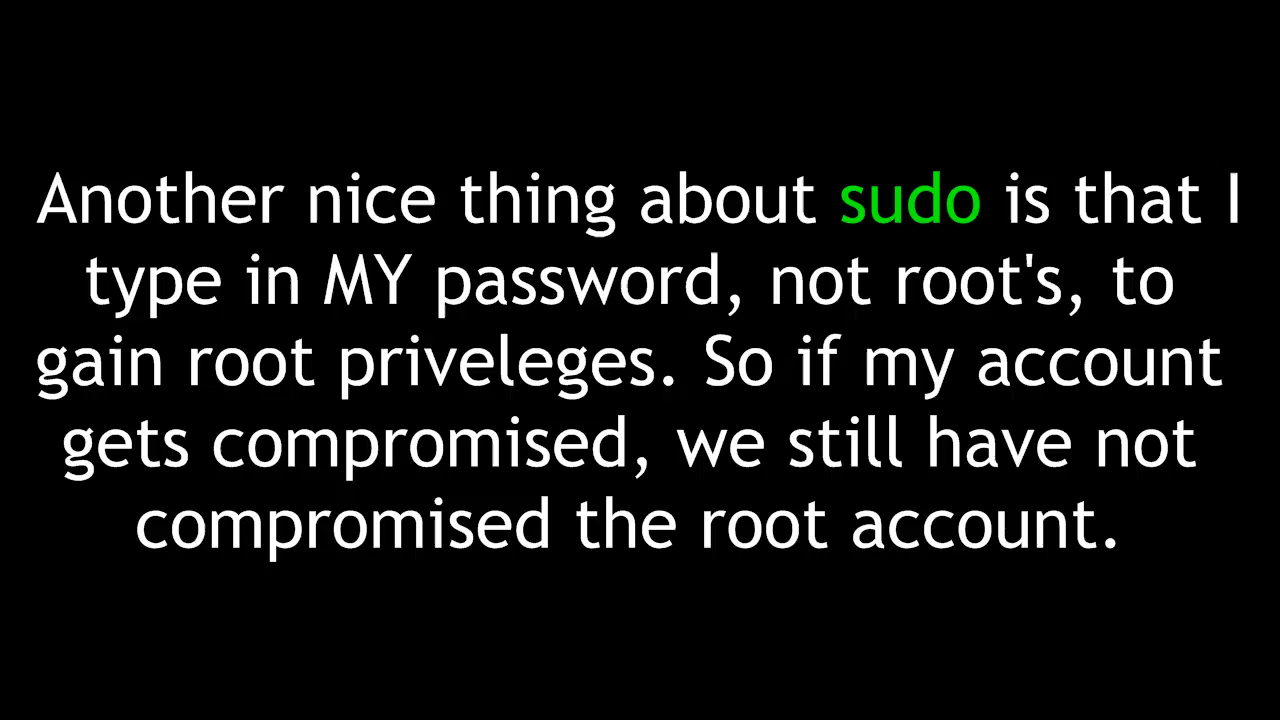 Another nice thing about sudo is that I
type in MY password, not root's, to
gain root priveleges. So if my account
gets compromised, we still have not
compromised the root account.